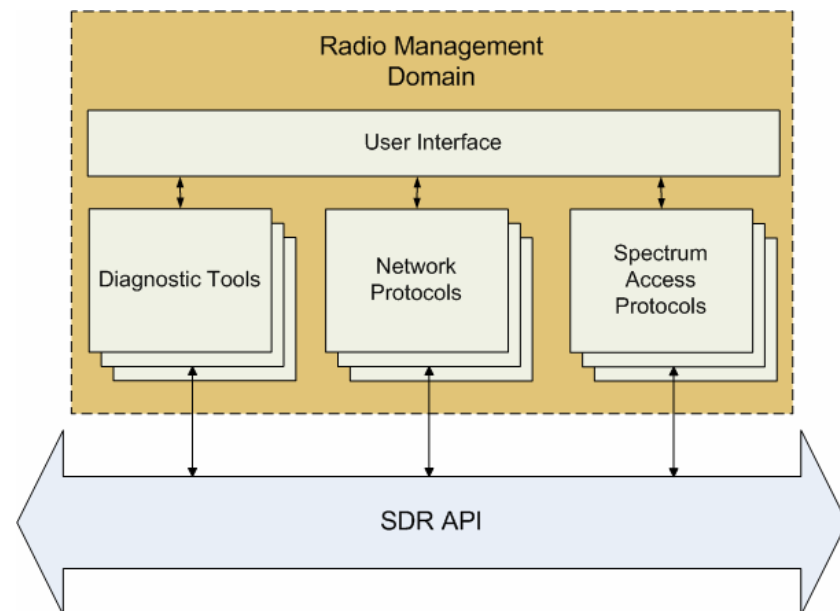 Radio Management
Domain
User Interface
Diagnostic Tools
Network
Protocols
Spectrum
Access
Protocols
SDR API